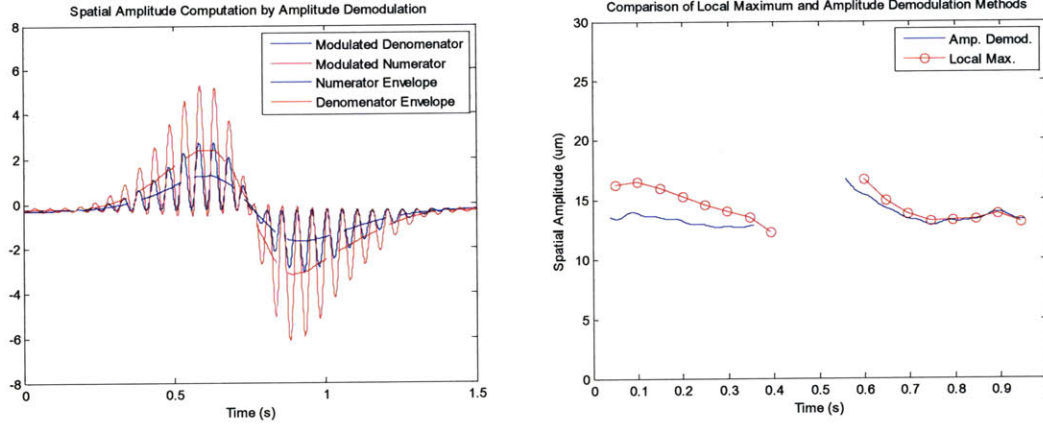 Spatial Amplitude Computation by Amplitude Demodulation
8
6
4
2
0
-2
-4
-6
-8
0
0.5
1
1.5
Time (s)
Modulated Denomenator
Modulated Numerator
Numerator Envelope
Denomenator Envelope
Comparison of Local Maximum and Amplitude Demodulation Methods
30
25
20
15
10
5
0
Spatial Amplitude (um)
0
0.1
0.2
0.3
0.4
0.5
0.6
0.7
0.8
0.9
Time (s)
Amp. Demod.
Local Max.